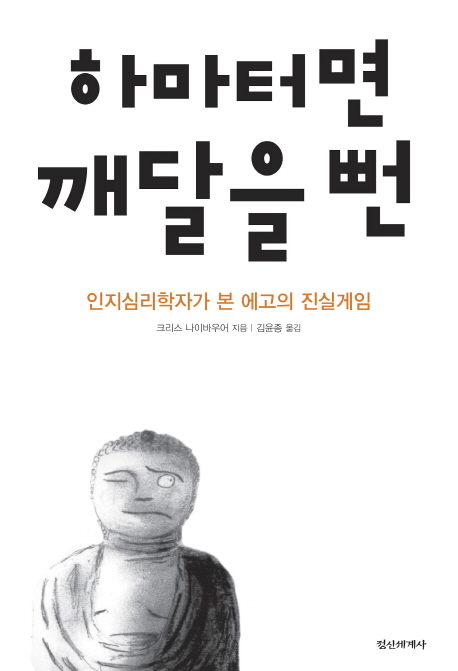 하마터면
깨달을 뻔
인지심리학자가 본 에고의 진실게임
크리스 나이바우어 지음 | 김윤종 옮김
정신세계사